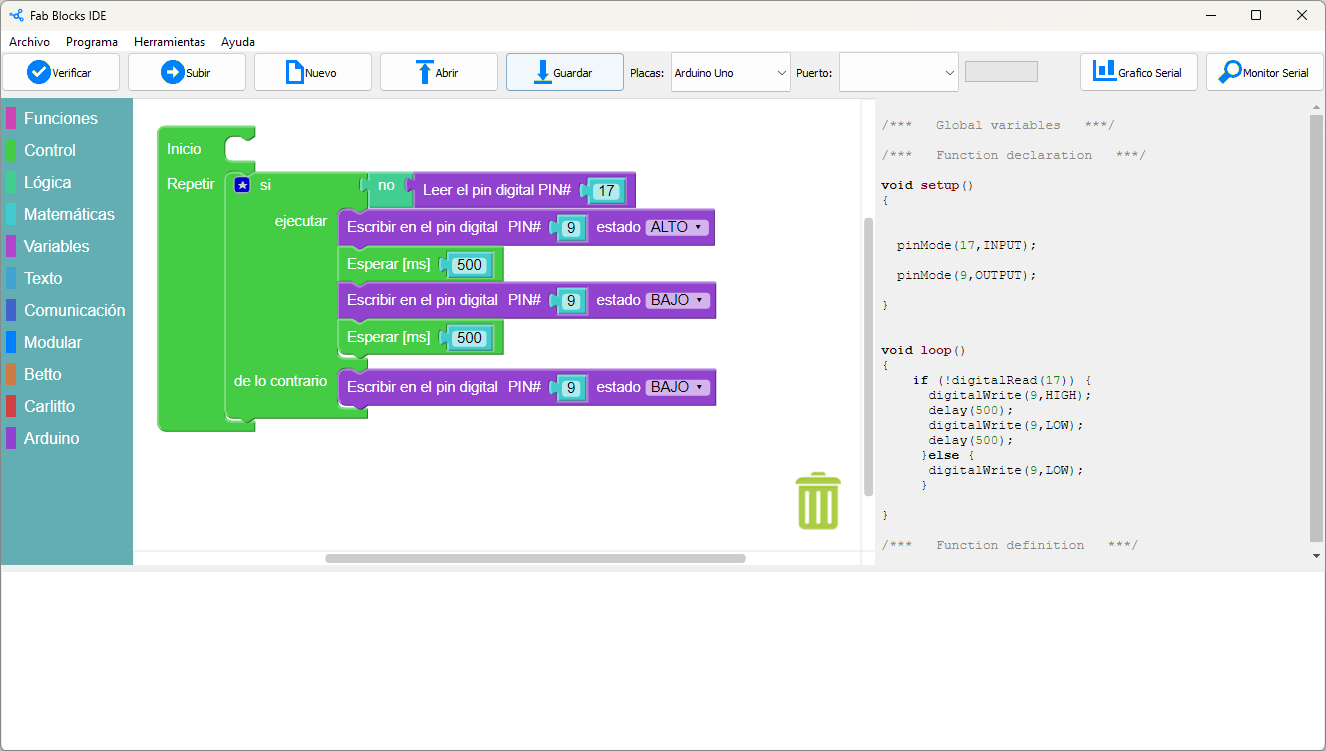 Fab Blocks IDE
Archivo Programa Herramientas Ayuda
Verificar Subir Nuevo Abrir Guardar Placas: Arduino Uno Puerto: Grafico Serial Monitor Serial
Funciones
Control
Lógica
Matemáticas
Variables
Texto
Comunicación
Modular
Betto
Carlitto
Arduino
Inicio
Repetir si no Leer el pin digital PIN# 17
ejecutar Escribir en el pin digital PIN# 9 estado ALTO
Esperar [ms] 500
Escribir en el pin digital PIN# 9 estado BAJO
Esperar [ms] 500
de lo contrario Escribir en el pin digital PIN# 9 estado BAJO
/*** Global variables ***/
/*** Function declaration ***/
void setup()
{
pinMode(17,INPUT);
pinMode(9,OUTPUT);
}
void loop()
{
if (!digitalRead(17)) {
digitalWrite(9,HIGH);
delay(500);
digitalWrite(9,LOW);
delay(500);
}else {
digitalWrite(9,LOW);
}
}
/*** Function definition ***/